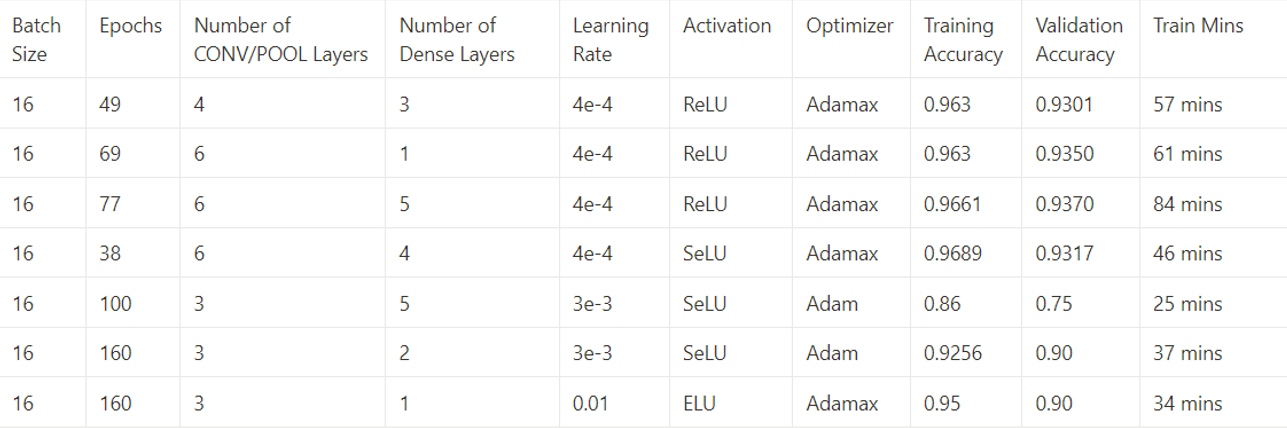 Batch Size Epochs Number of CONV/POOL Layers Number of Dense Layers Learning Rate Activation Optimizer Training Accuracy Validation Accuracy Train Mins
16 49 4 3 4e-4 ReLU Adamax 0.963 0.9301 57 mins
16 69 6 1 4e-4 ReLU Adamax 0.963 0.9350 61 mins
16 77 6 5 4e-4 ReLU Adamax 0.9661 0.9370 84 mins
16 38 6 4 4e-4 SeLU Adamax 0.9689 0.9317 46 mins
16 100 3 5 3e-3 SeLU Adam 0.86 0.75 25 mins
16 160 3 2 3e-3 SeLU Adam 0.9256 0.90 37 mins
16 160 3 1 0.01 ELU Adamax 0.95 0.90 34 mins